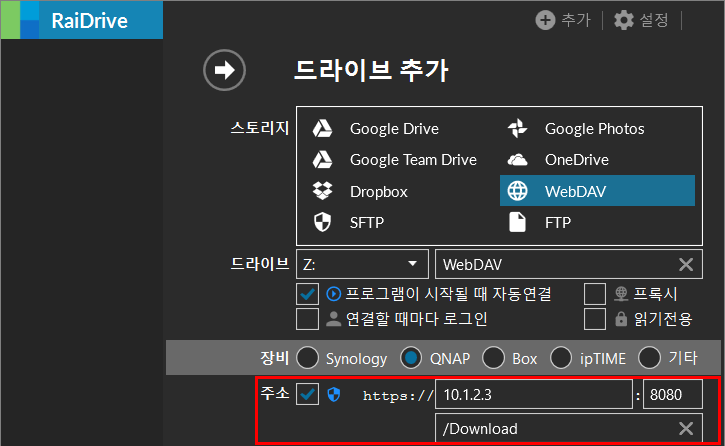 RaiDrive
추가 설정
드라이브 추가
스토리지
Google Drive Google Photos
Google Team Drive OneDrive
Dropbox WebDAV
SFTP FTP
드라이브 Z: WebDAV
프로그램이 시작될 때 자동연결 프록시
연결할 때마다 로그인 읽기전용
장비 Synology QNAP Box ipTIME 기타
주소 https:// 10.1.2.3 : 8080
/Download